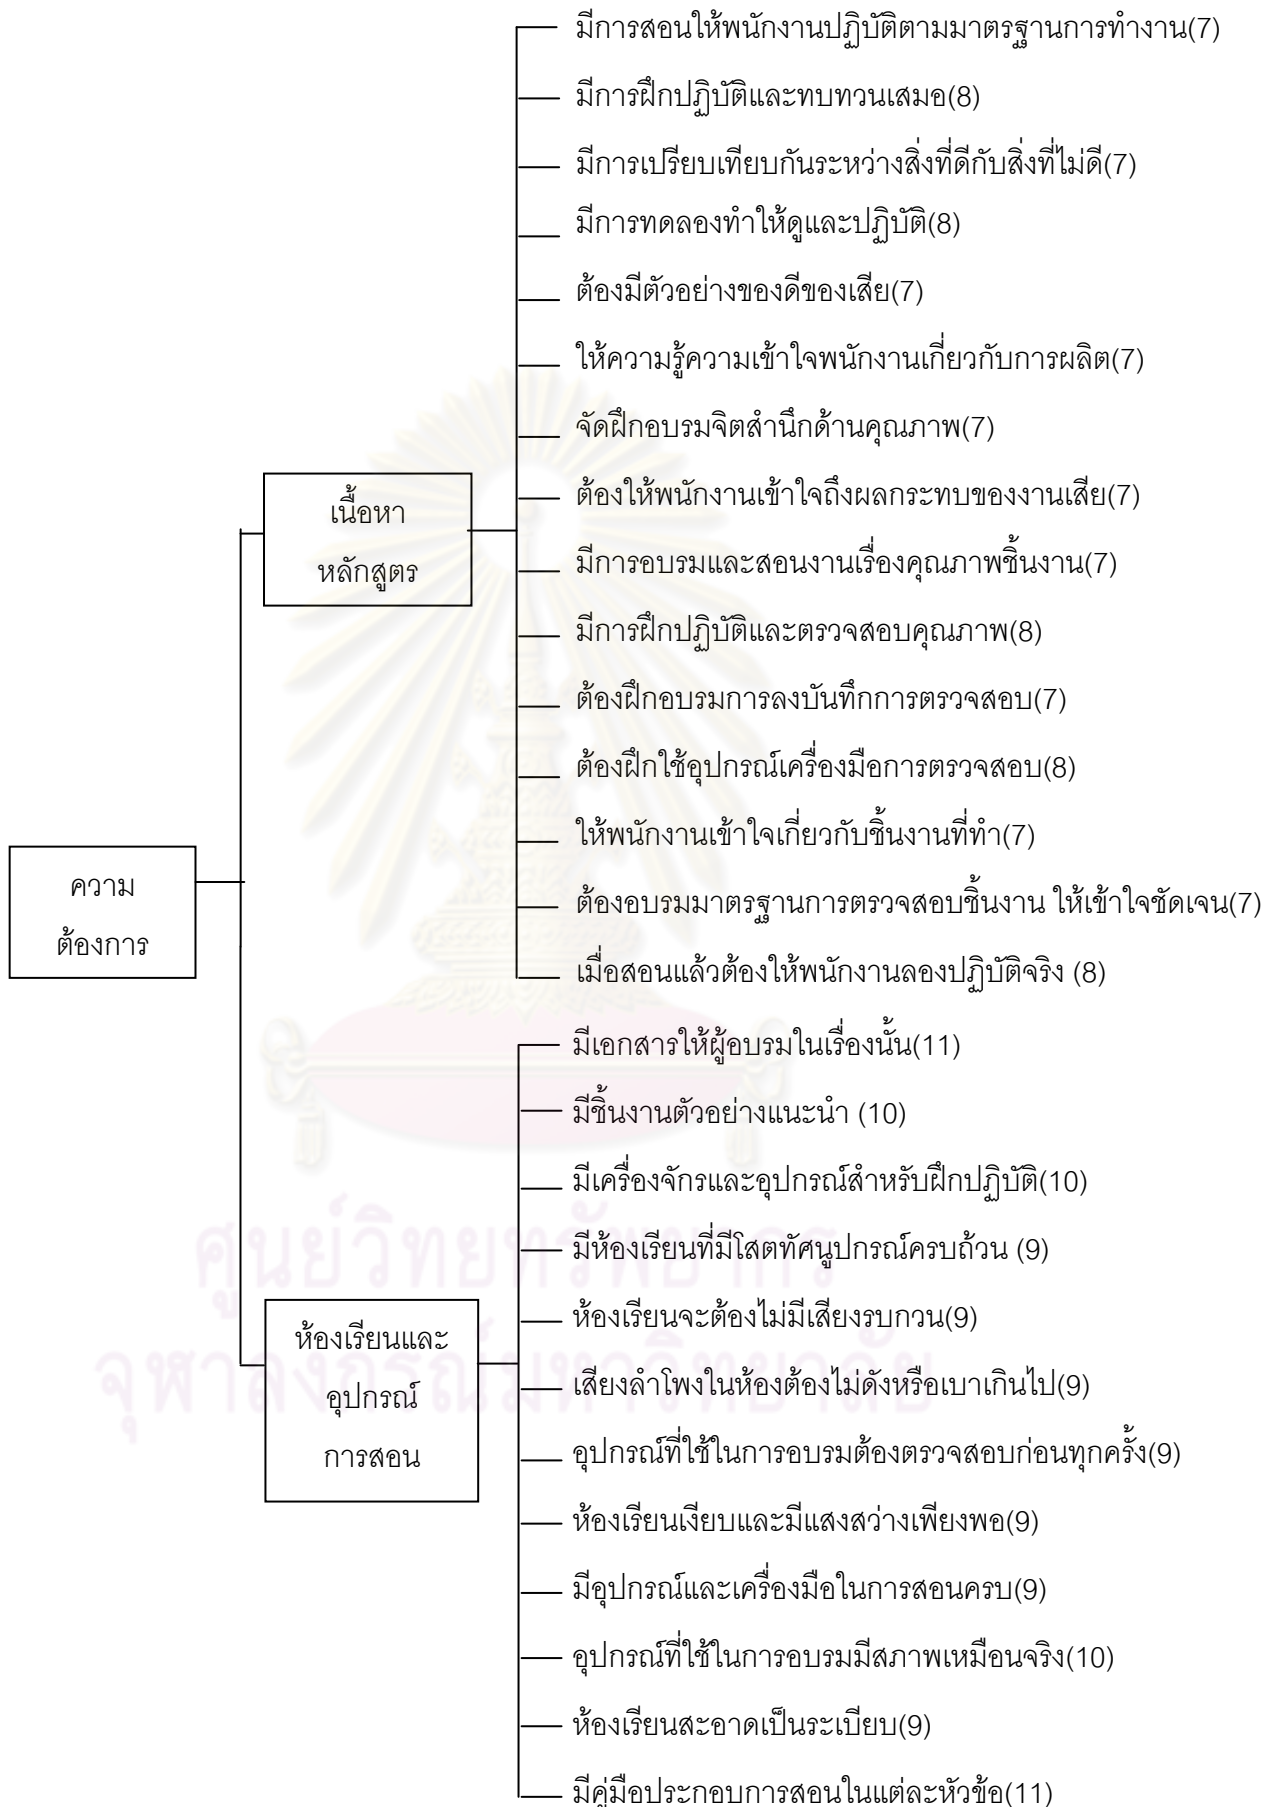 มีการสอนให้พนักงานปฏิบัติตามมาตรฐานการทำงาน(7)
มีการฝึกปฏิบัติและทบทวนเสมอ(8)
มีการเปรียบเทียบกันระหว่างสิ่งที่ดีกับสิ่งที่ไม่ดี(7)
มีการทดลองทำให้ดูและปฏิบัติ(8)
ต้องมีตัวอย่างของดีของเสีย(7)
ให้ความรู้ความเข้าใจพนักงานเกี่ยวกับการผลิต(7)
จัดฝึกอบรมจิตสำนึกด้านคุณภาพ(7)
เนื้อหา
หลักสูตร
ต้องให้พนักงานเข้าใจถึงผลกระทบของงานเสีย(7)
มีการอบรมและสอนงานเรื่องคุณภาพชิ้นงาน(7)
มีการฝึกปฏิบัติและตรวจสอบคุณภาพ(8)
ต้องฝึกอบรมการลงบันทึกการตรวจสอบ(7)
ต้องฝึกใช้อุปกรณ์เครื่องมือการตรวจสอบ(8)
ให้พนักงานเข้าใจเกี่ยวกับชิ้นงานที่ทำ(7)
ความ
ต้องการ
ต้องอบรมมาตรฐานการตรวจสอบชิ้นงาน ให้เข้าใจชัดเจน(7)
เมื่อสอนแล้วต้องให้พนักงานลองปฏิบัติจริง (8)
มีเอกสารให้ผู้อบรมในเรื่องนั้น(11)
มีชิ้นงานตัวอย่างแนะนำ (10)
มีเครื่องจักรและอุปกรณ์สำหรับฝึกปฏิบัติ(10)
มีห้องเรียนที่มีโสตทัศนูปกรณ์ครบถ้วน (9)
ห้องเรียนจะต้องไม่มีเสียงรบกวน(9)
ห้องเรียนและ
อุปกรณ์
การสอน
เสียงลำโพงในห้องต้องไม่ดังหรือเบาเกินไป(9)
อุปกรณ์ที่ใช้ในการอบรมต้องตรวจสอบก่อนทุกครั้ง(9)
ห้องเรียนเงียบและมีแสงสว่างเพียงพอ(9)
มีอุปกรณ์และเครื่องมือในการสอนครบ(9)
อุปกรณ์ที่ใช้ในการอบรมมีสภาพเหมือนจริง(10)
ห้องเรียนสะอาดเป็นระเบียบ(9)
มีคู่มือประกอบการสอนในแต่ละหัวข้อ(11)
ศูนย์วิทยทรัพยากร
จุฬาลงกรณ์มหาวิทยาลัย